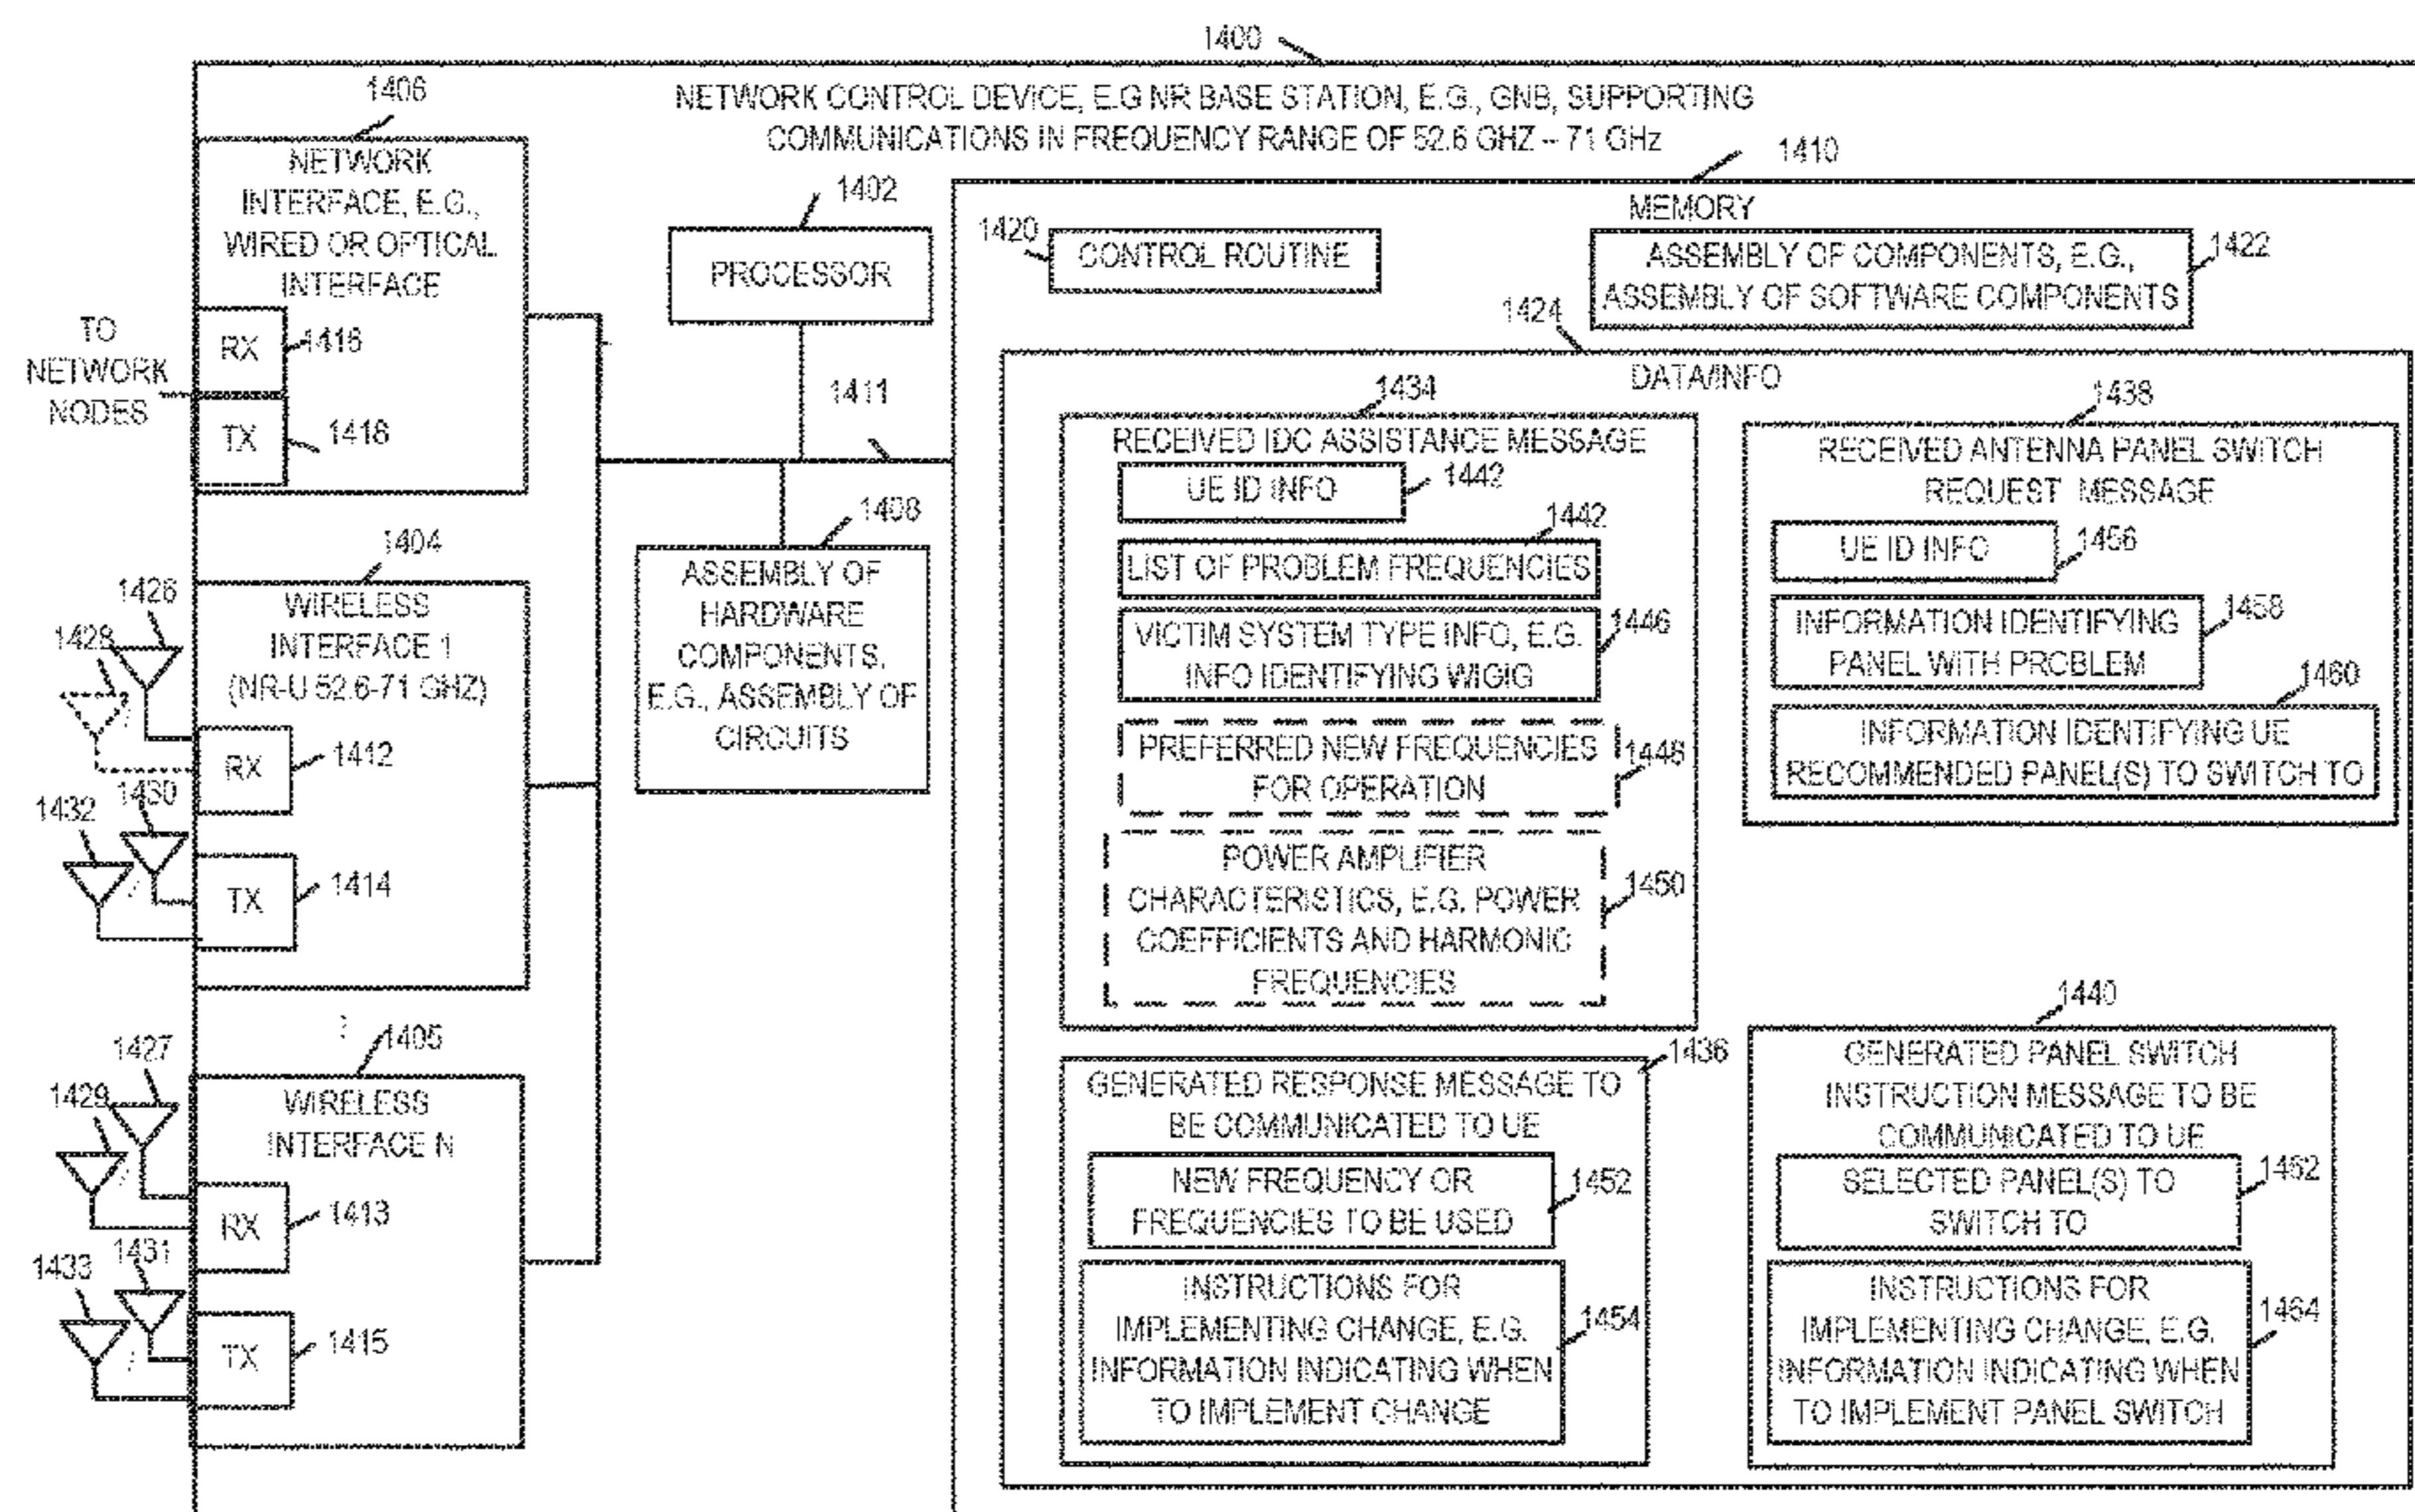 1400
NETWORK CONTROL DEVICE, E.G NR BASE STATION, E.G., GNB, SUPPORTING
COMMUNICATIONS IN FREQUENCY RANGE OF 52.6 GHZ – 71 GHz
1406
NETWORK
INTERFACE, E.G.,
WIRED OR OPTICAL
INTERFACE
TO
NETWORK
NODES
RX
1416
TX
1418
1404
WIRELESS
INTERFACE 1
(NR-U 52.6-71 GHZ)
1426
1428
RX
1412
1430
1432
TX
1414
1405
WIRELESS
INTERFACE N
1427
1429
RX
1413
1431
1433
TX
1415
1402
PROCESSOR
1411
1408
ASSEMBLY OF
HARDWARE
COMPONENTS,
E.G., ASSEMBLY OF
CIRCUITS
1410
MEMORY
1420
CONTROL ROUTINE
ASSEMBLY OF COMPONENTS, E.G.,
ASSEMBLY OF SOFTWARE COMPONENTS
1422
1424
DATA/INFO
1434
RECEIVED IDC ASSISTANCE MESSAGE
UE ID INFO
1442
1442
LIST OF PROBLEM FREQUENCIES
VICTIM SYSTEM TYPE INFO, E.G.
INFO IDENTIFYING WIGIG
1446
PREFERRED NEW FREQUENCIES
FOR OPERATION
1448
POWER AMPLIFIER
CHARACTERISTICS, E.G. POWER
COEFFICIENTS AND HARMONIC
FREQUENCIES
1450
1438
RECEIVED ANTENNA PANEL SWITCH
REQUEST MESSAGE
UE ID INFO
1456
INFORMATION IDENTIFYING
PANEL WITH PROBLEM
1458
1460
INFORMATION IDENTIFYING UE
RECOMMENDED PANEL(S) TO SWITCH TO
1436
GENERATED RESPONSE MESSAGE TO
BE COMMUNICATED TO UE
NEW FREQUENCY OR
FREQUENCIES TO BE USED
1452
INSTRUCTIONS FOR
IMPLEMENTING CHANGE, E.G.
INFORMATION INDICATING WHEN
TO IMPLEMENT CHANGE
1454
1440
GENERATED PANEL SWITCH
INSTRUCTION MESSAGE TO BE
COMMUNICATED TO UE
SELECTED PANEL(S) TO
SWITCH TO
1462
INSTRUCTIONS FOR
IMPLEMENTING CHANGE, E.G.
INFORMATION INDICATING WHEN
TO IMPLEMENT PANEL SWITCH
1464